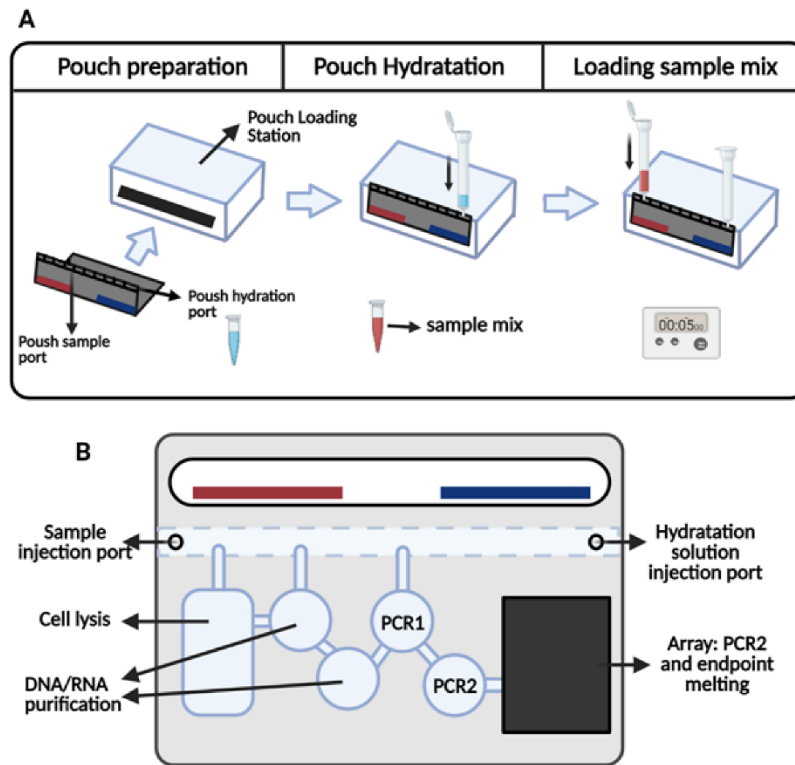 A
Pouch preparation
Pouch Hydratation
Loading sample mix
Pouch Loading
Station
Poush hydration
port
Poush sample
port
sample mix
00:0500
B
Sample
injection port
Hydratation
solution
injection port
Cell lysis
PCR1
DNA/RNA
purification
PCR2
Array: PCR2
and endpoint
melting